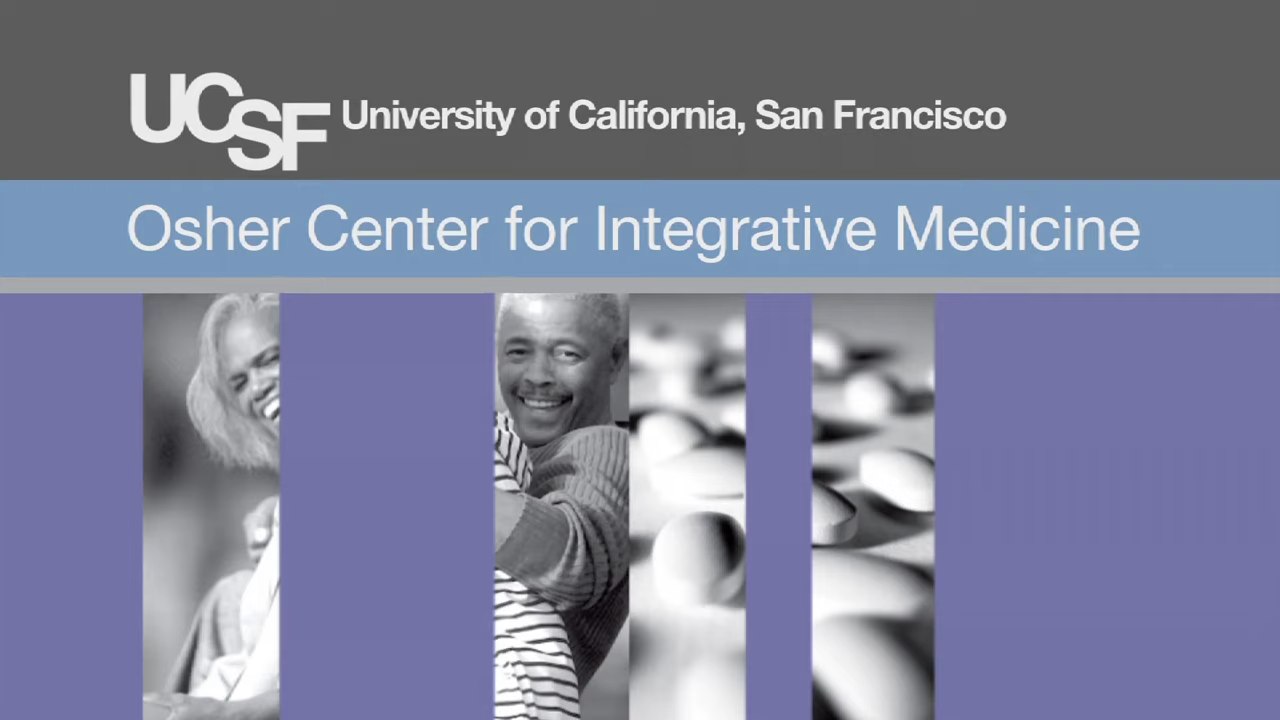 UCSF University of California, San Francisco
Osher Center for Integrative Medicine